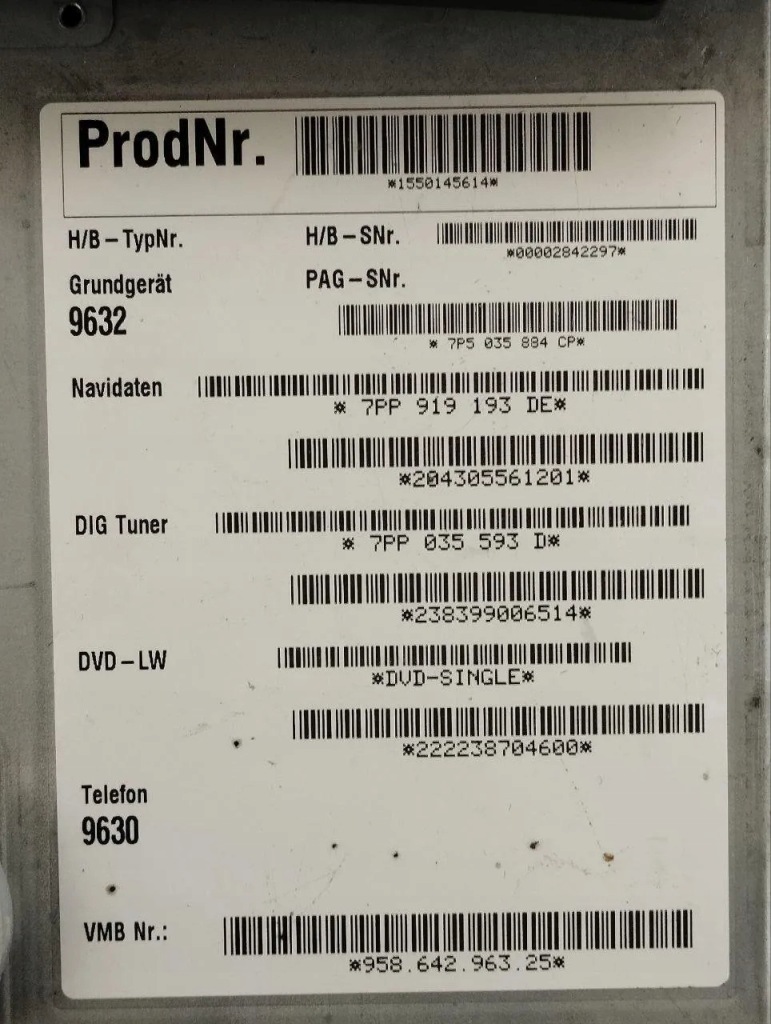 ProdNr.
*1550145614*
H/B-TypNr.
H/B-SNr.
*00002842297*
Grundgerät
9632
PAG-SNr.
* 7P5 035 884 CP*
Navidaten
* 7PP 919 193 DE*
*204305561201*
DIG Tuner
* 7PP 035 593 D*
*238399006514*
DVD-LW
*DVD-SINGLE*
*222238704600*
Telefon
9630
VMB Nr.:
*958.642.963.25*